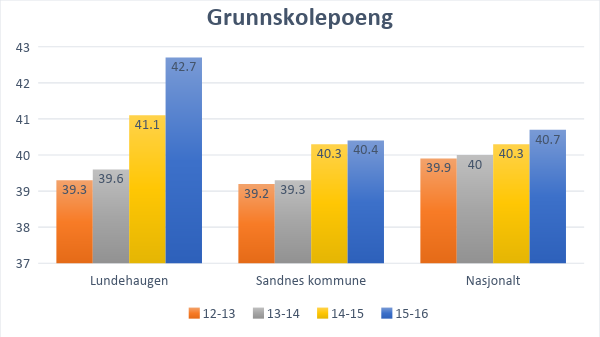 Grunnskolepoeng
43
42
41
40
39
38
37
39.3 39.6 41.1 42.7
39.2 39.3 40.3 40.4
39.9 40 40.3 40.7
Lundehaugen Sandnes kommune Nasjonalt
12-13 13-14 14-15 15-16